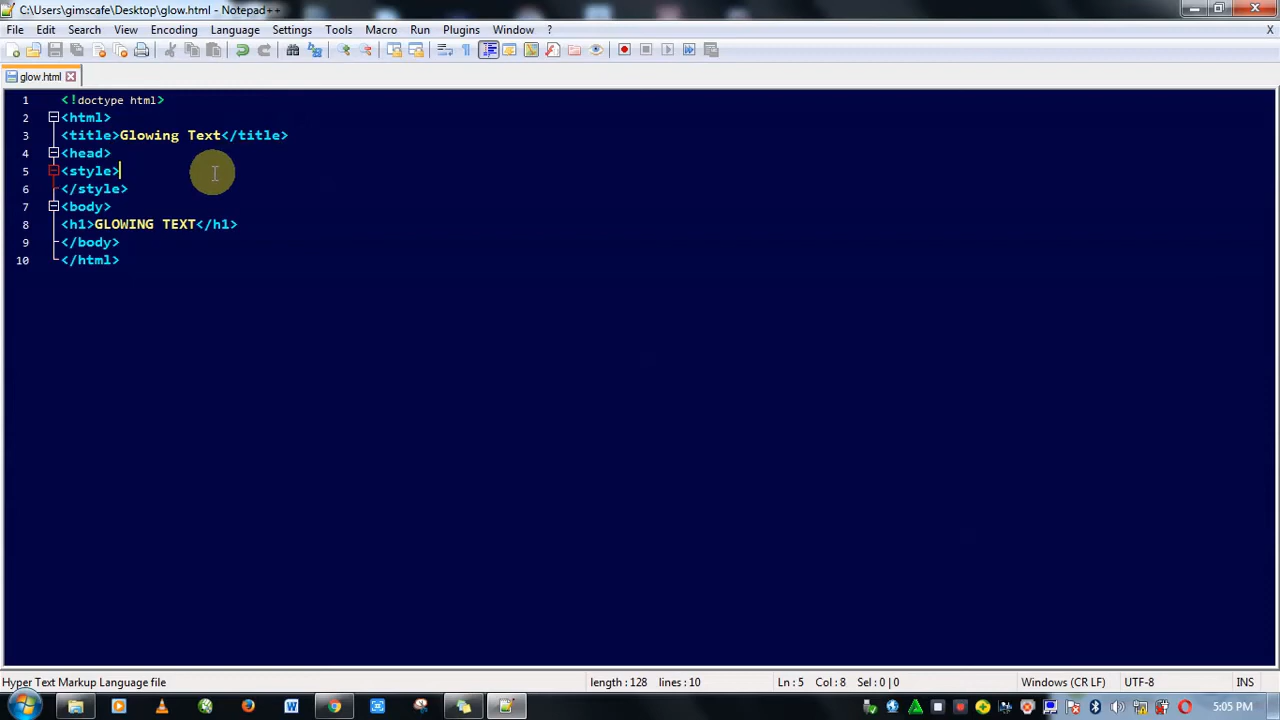 C:\Users\gimscafe\Desktop\glow.html - Notepad++
File Edit Search View Encoding Language Settings Tools Macro Run Plugins Window ? X
glow.html
1 <!doctype html>
2 <html>
3 <title>Glowing Text</title>
4 <head>
5 <style>
6 </style>
7 <body>
8 <h1>GLOWING TEXT</h1>
9 </body>
10 </html>
Hyper Text Markup Language file length : 128 lines : 10 Ln : 5 Col : 8 Sel : 0 | 0 Windows (CR LF) UTF-8 INS
5:05 PM